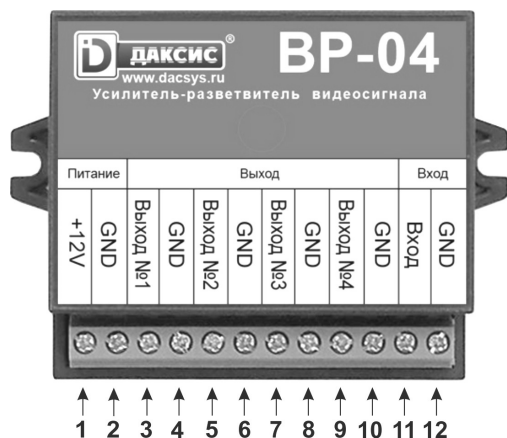 iD ДАКСИС® ВР-04
www.dacsys.ru
Усилитель-разветвитель видеосигнала
Питание Выход Вход
+12V GND Выход №1 GND Выход №2 GND Выход №3 GND Выход №4 GND Вход GND
1 2 3 4 5 6 7 8 9 10 11 12